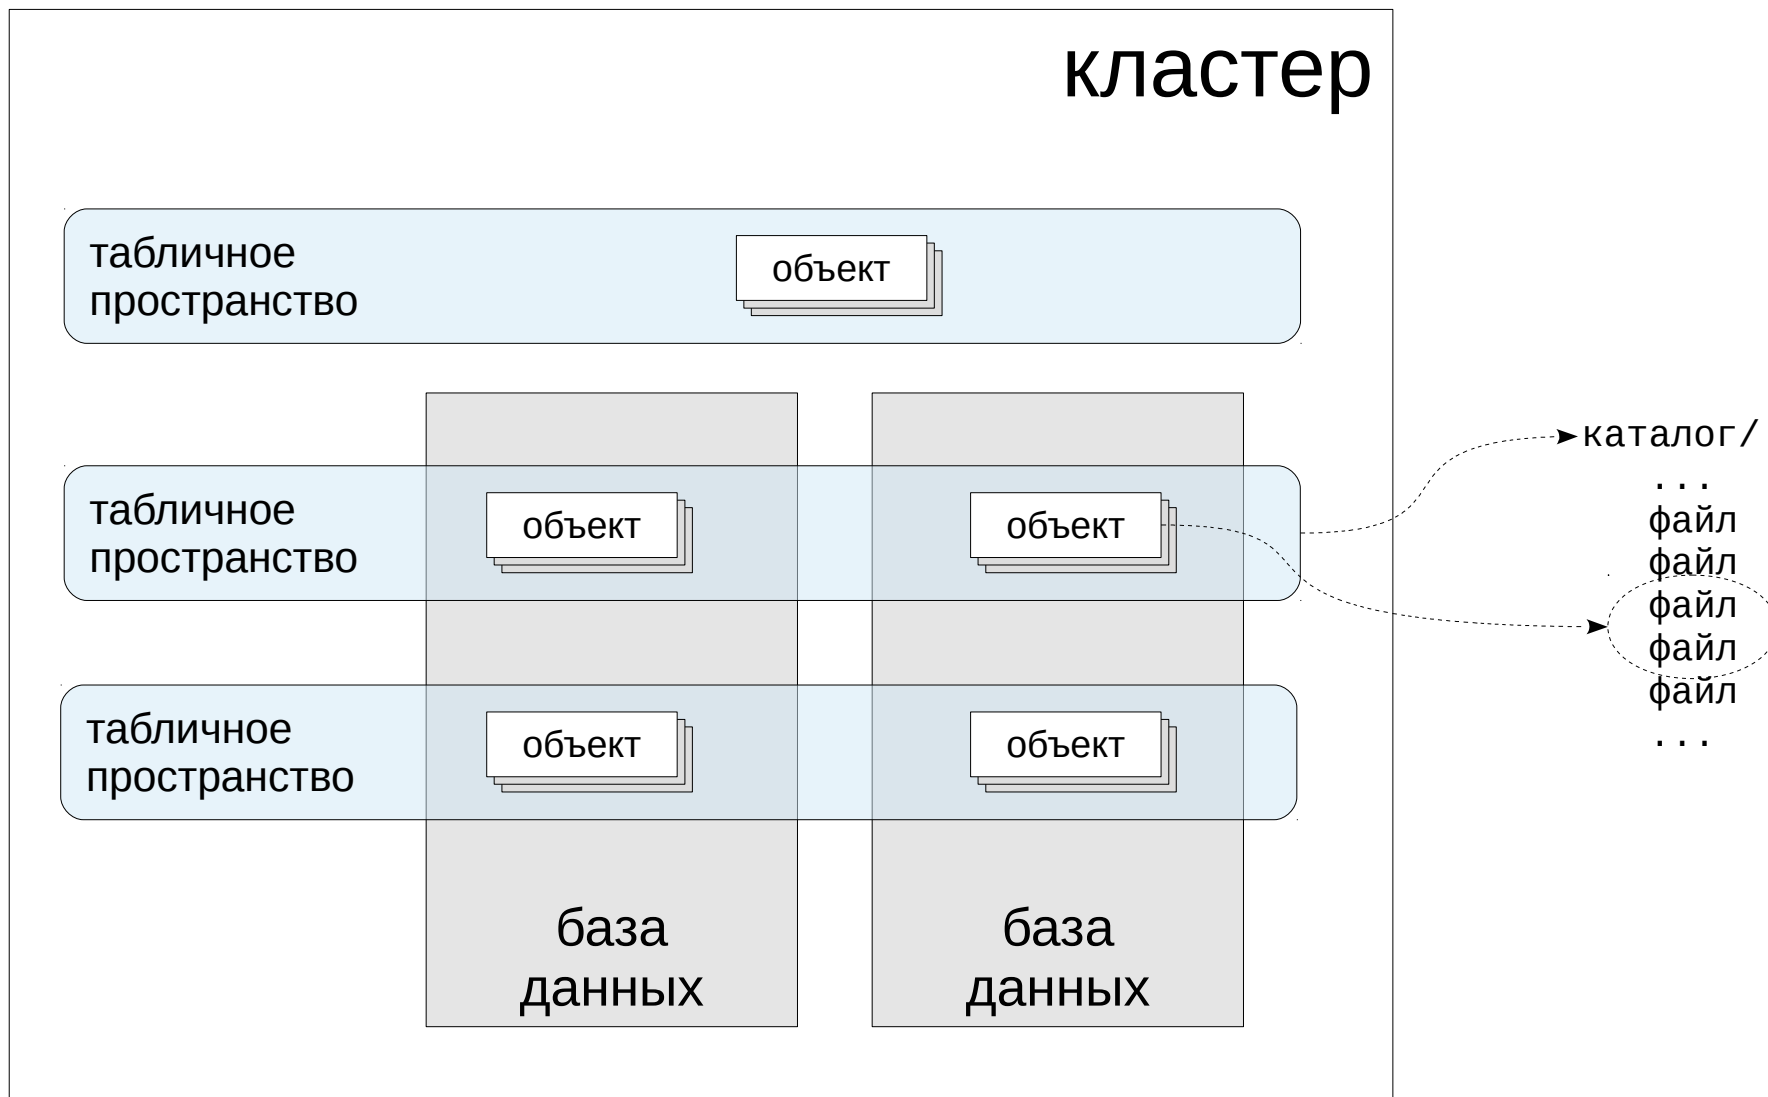 кластер
табличное
пространство
объект
табличное
пространство
объект
объект
каталог/
...
файл
файл
файл
файл
файл
...
табличное
пространство
объект
объект
база
данных
база
данных